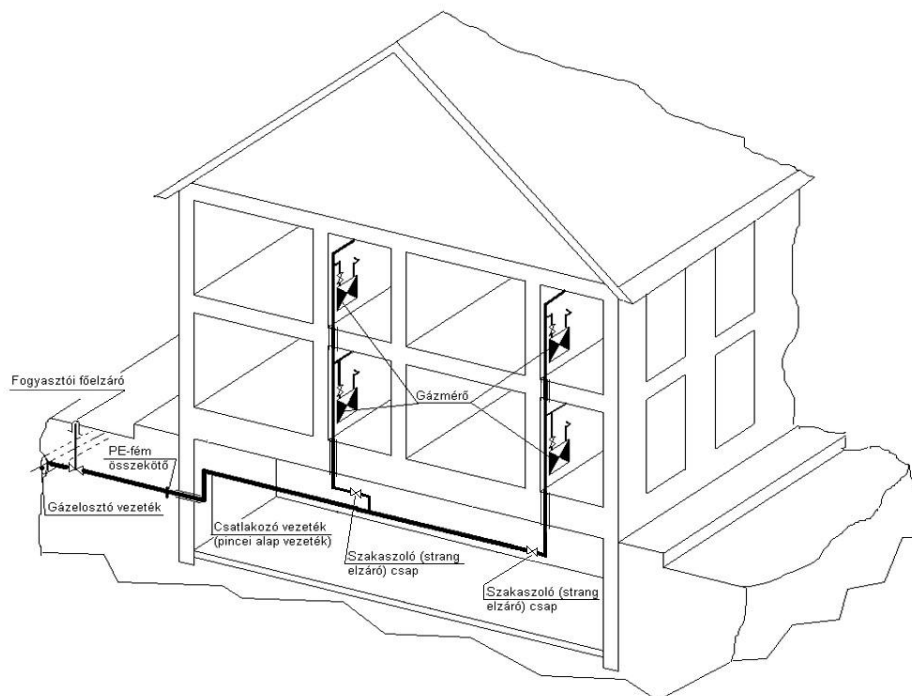 Fogyasztói főelzáró
Gázmérő
PE-fém
összekötő
Gázelosztó vezeték
Csatlakozó vezeték
(pincei alap vezeték)
Szakaszoló (strang
elzáró) csap
Szakaszoló (strang
elzáró) csap